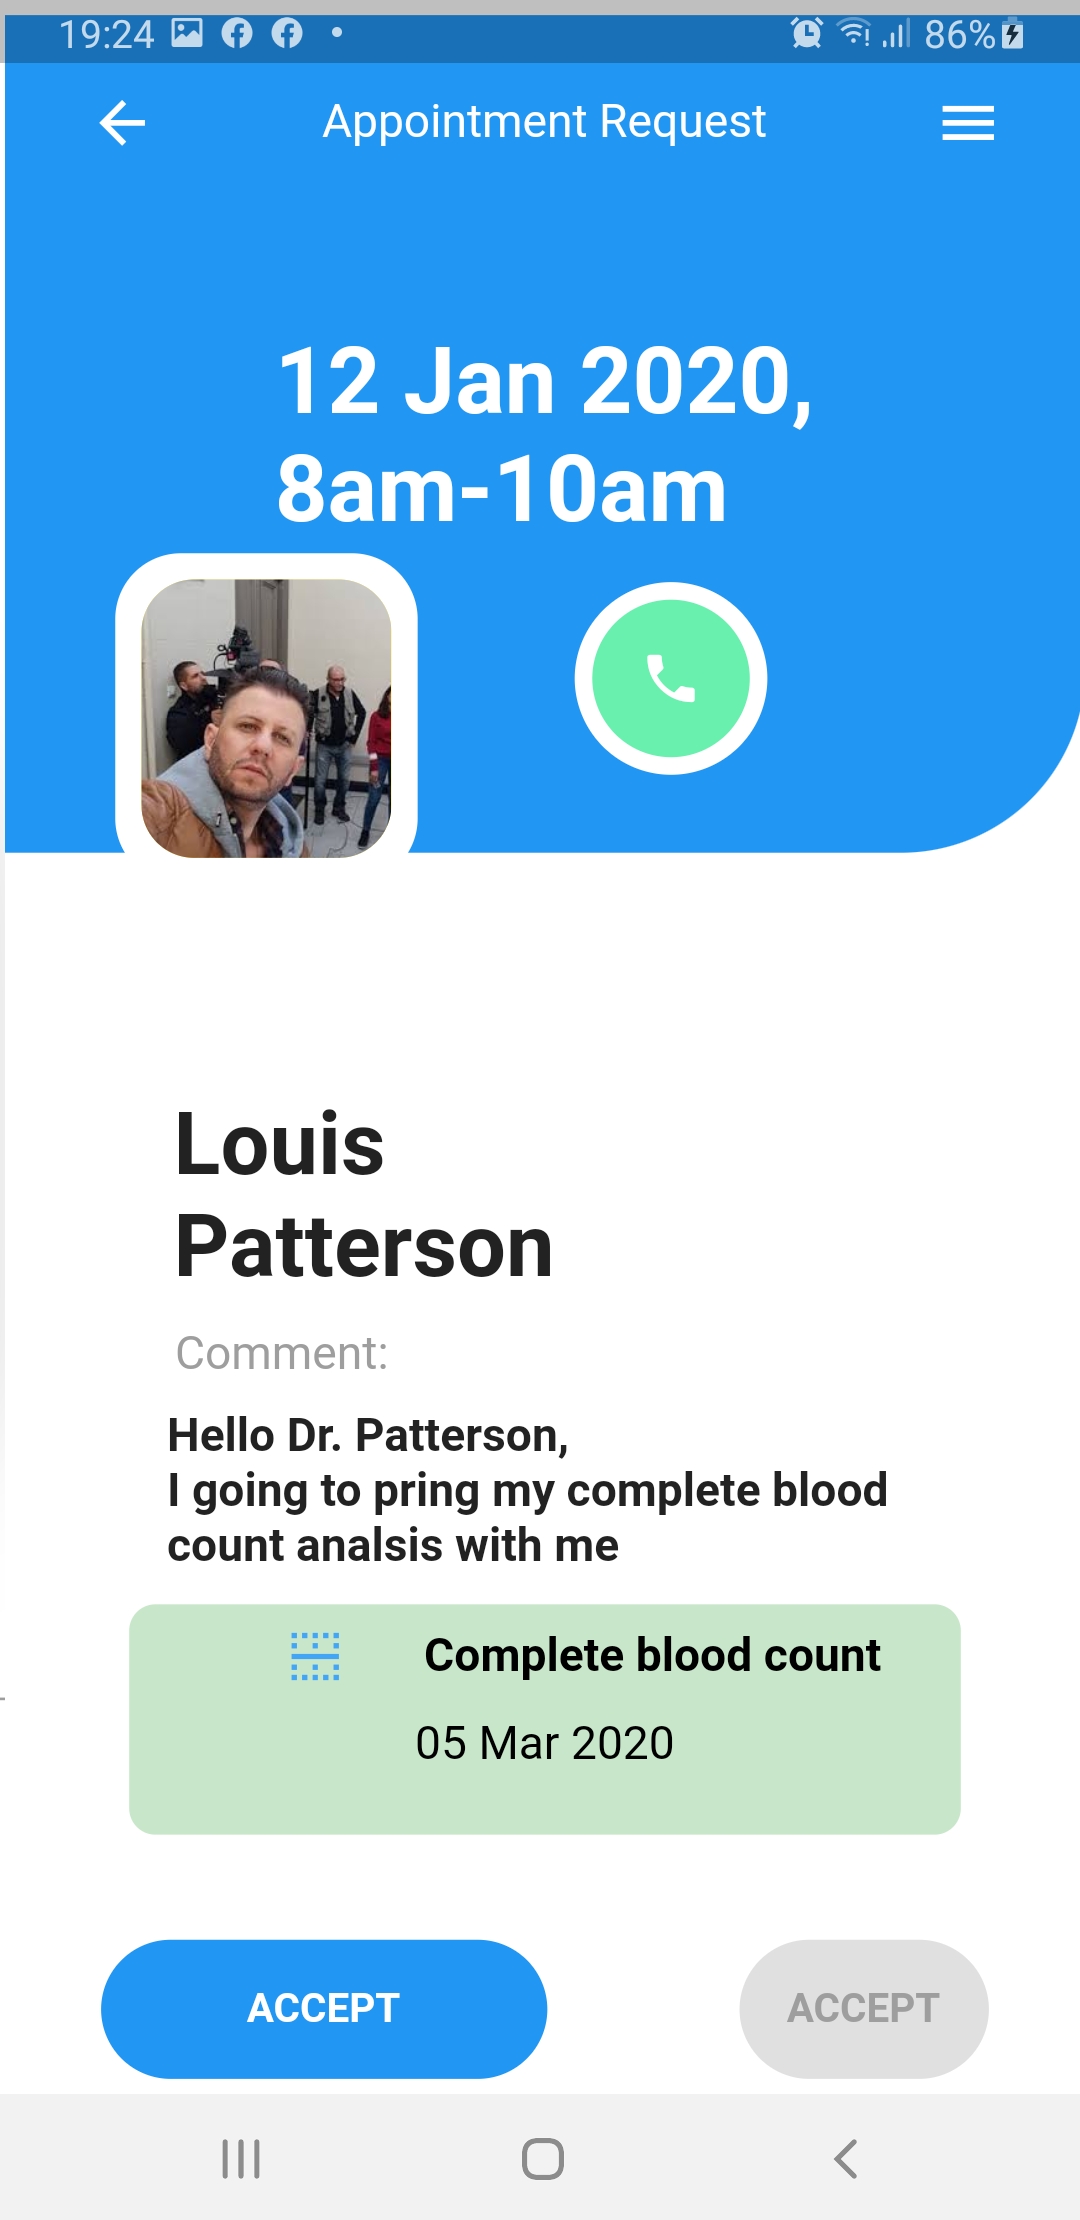 19:24 86%
Appointment Request
12 Jan 2020,
8am-10am
Louis
Patterson
Comment:
Hello Dr. Patterson,
I going to pring my complete blood
count analsis with me
Complete blood count
05 Mar 2020
ACCEPT ACCEPT